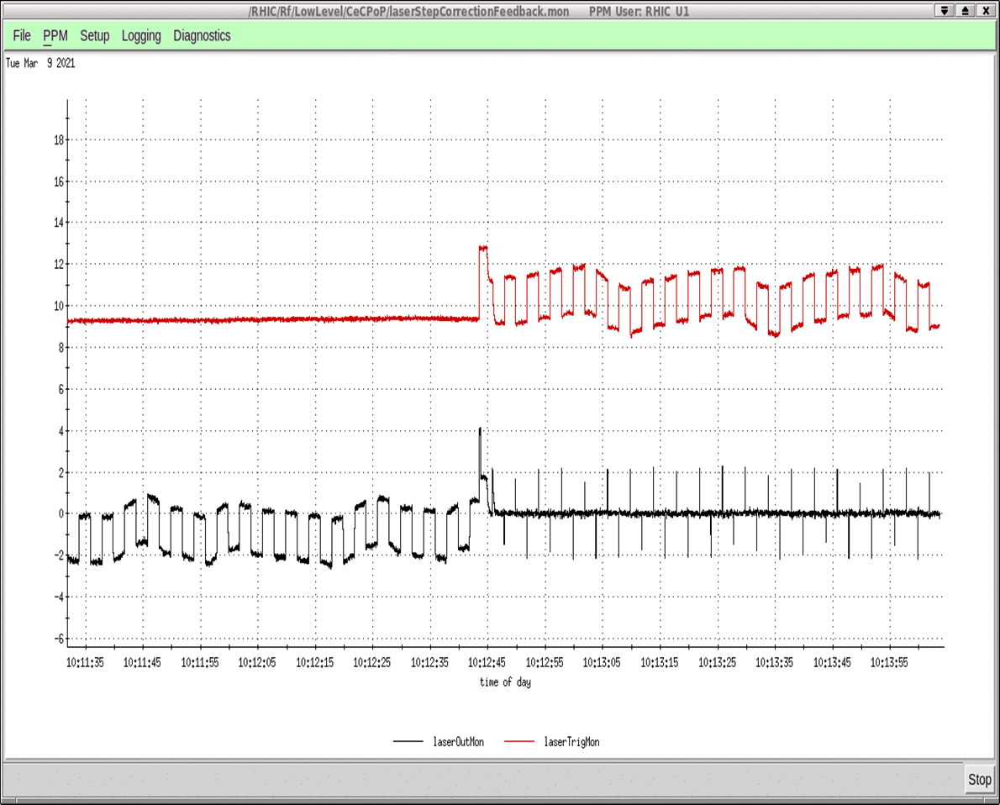 /RHIC/Rf/LowLevel/CeCPoP/laserStepCorrectionFeedback.mon PPM User: RHIC_U1
File PPM Setup Logging Diagnostics
Tue Mar 9 2021
18
16
14
12
10
8
6
4
2
0
-2
-4
-6
10:11:35 10:11:45 10:11:55 10:12:05 10:12:15 10:12:25 10:12:35 10:12:45 10:12:55 10:13:05 10:13:15 10:13:25 10:13:35 10:13:45 10:13:55
time of day
laserOutMon laserTrigMon
Stop